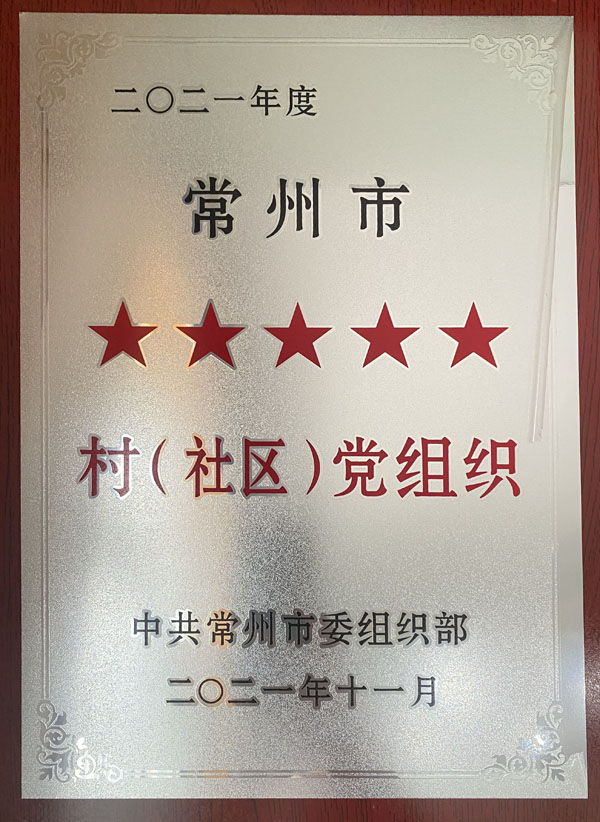 二〇二一年度
常州市
★★★★★
村(社区)党组织
中共常州市委组织部
二〇二一年十一月